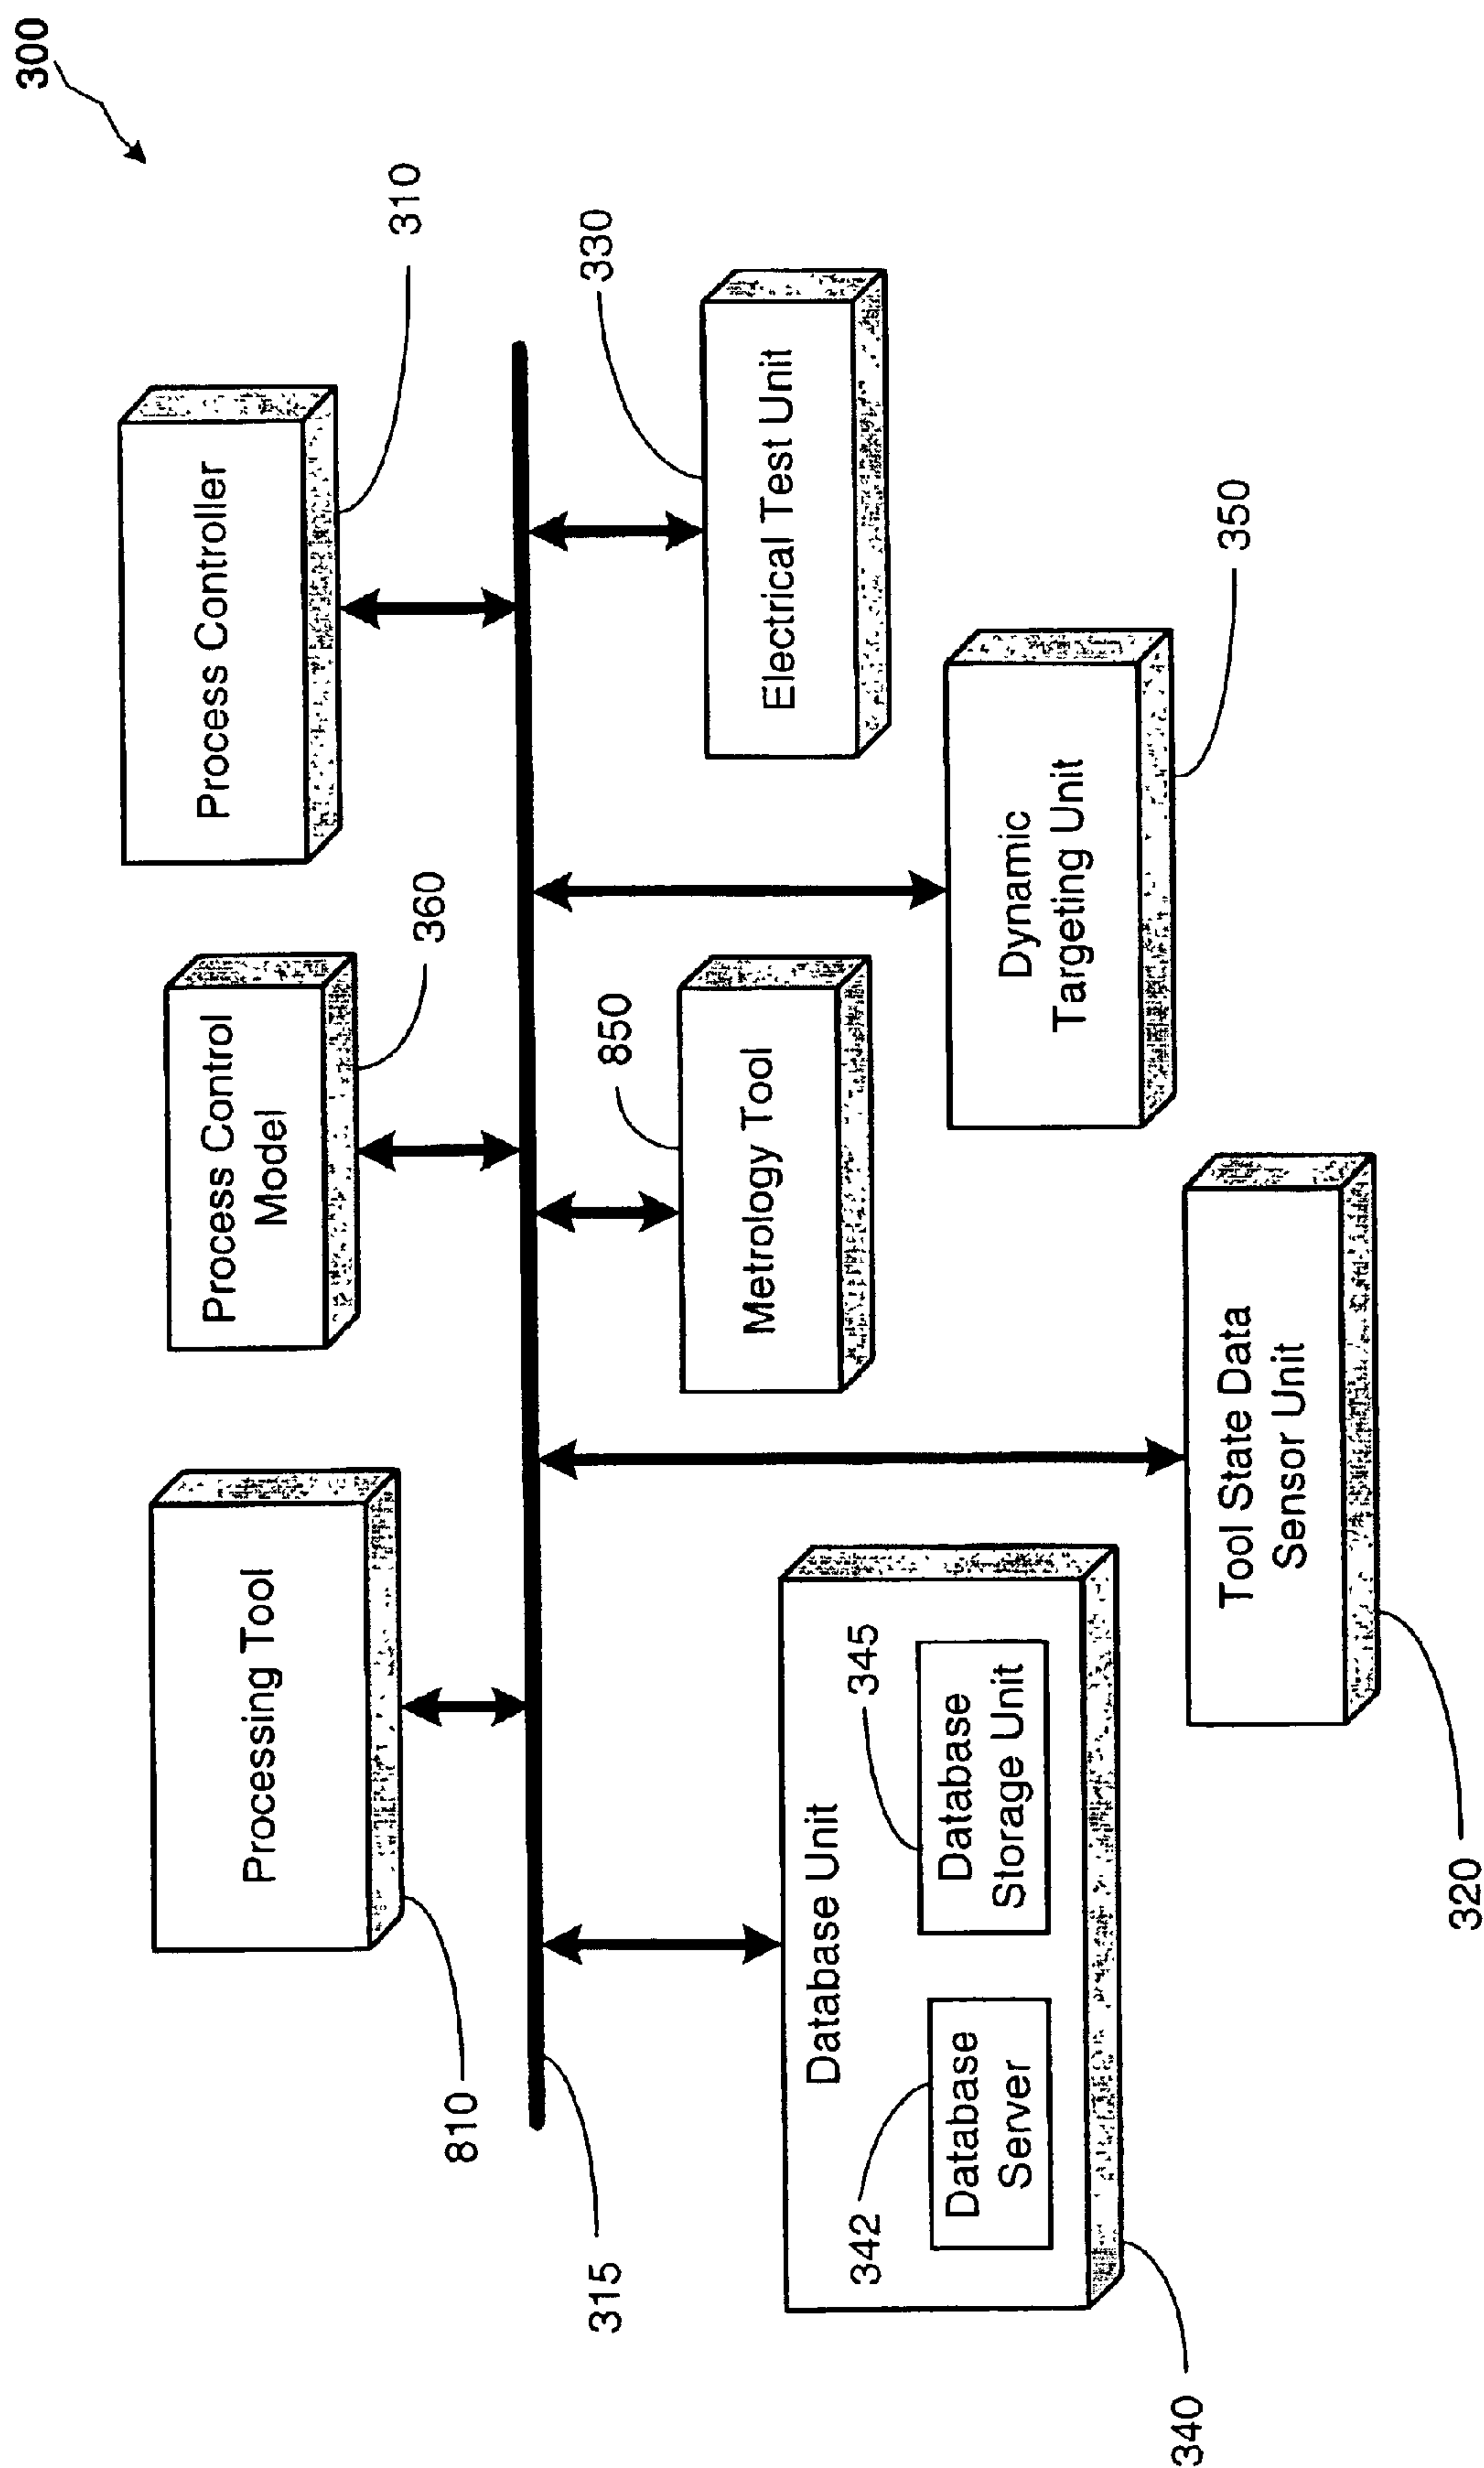 300
Processing Tool
810
Process Control
Model
360
Process Controller
310
315
Database Unit
342
Database
Server
345
Database
Storage Unit
340
Metrology Tool
850
Electrical Test Unit
330
Tool State Data
Sensor Unit
320
Dynamic
Targeting Unit
350